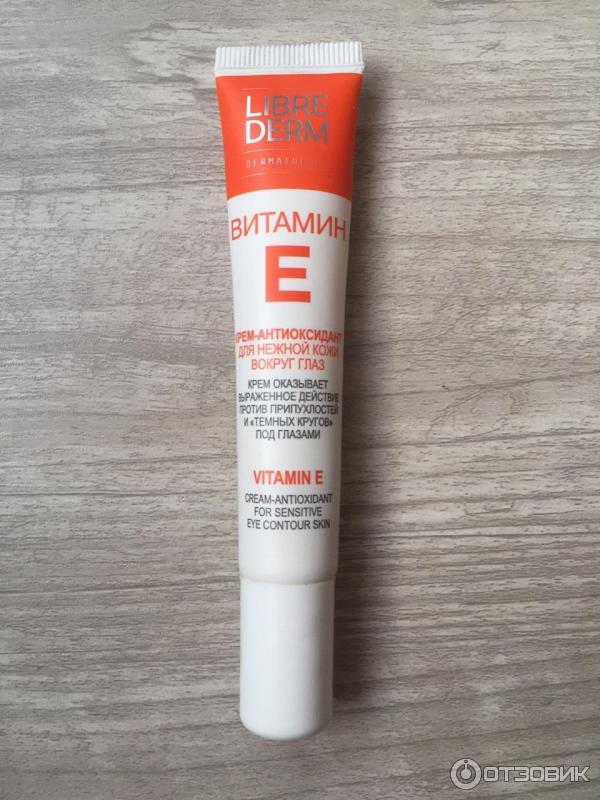 LIBRE
DERM
DERMATOLOGY
ВИТАМИН
E
КРЕМ-АНТИОКСИДАНТ
ДЛЯ НЕЖНОЙ КОЖИ
ВОКРУГ ГЛАЗ
КРЕМ ОКАЗЫВАЕТ
ВЫРАЖЕННОЕ ДЕЙСТВИЕ
ПРОТИВ ПРИПУХЛОСТЕЙ
И «ТЕМНЫХ КРУГОВ»
ПОД ГЛАЗАМИ
VITAMIN E
CREAM-ANTIOXIDANT
FOR SENSITIVE
EYE CONTOUR SKIN
ОТЗОВИК